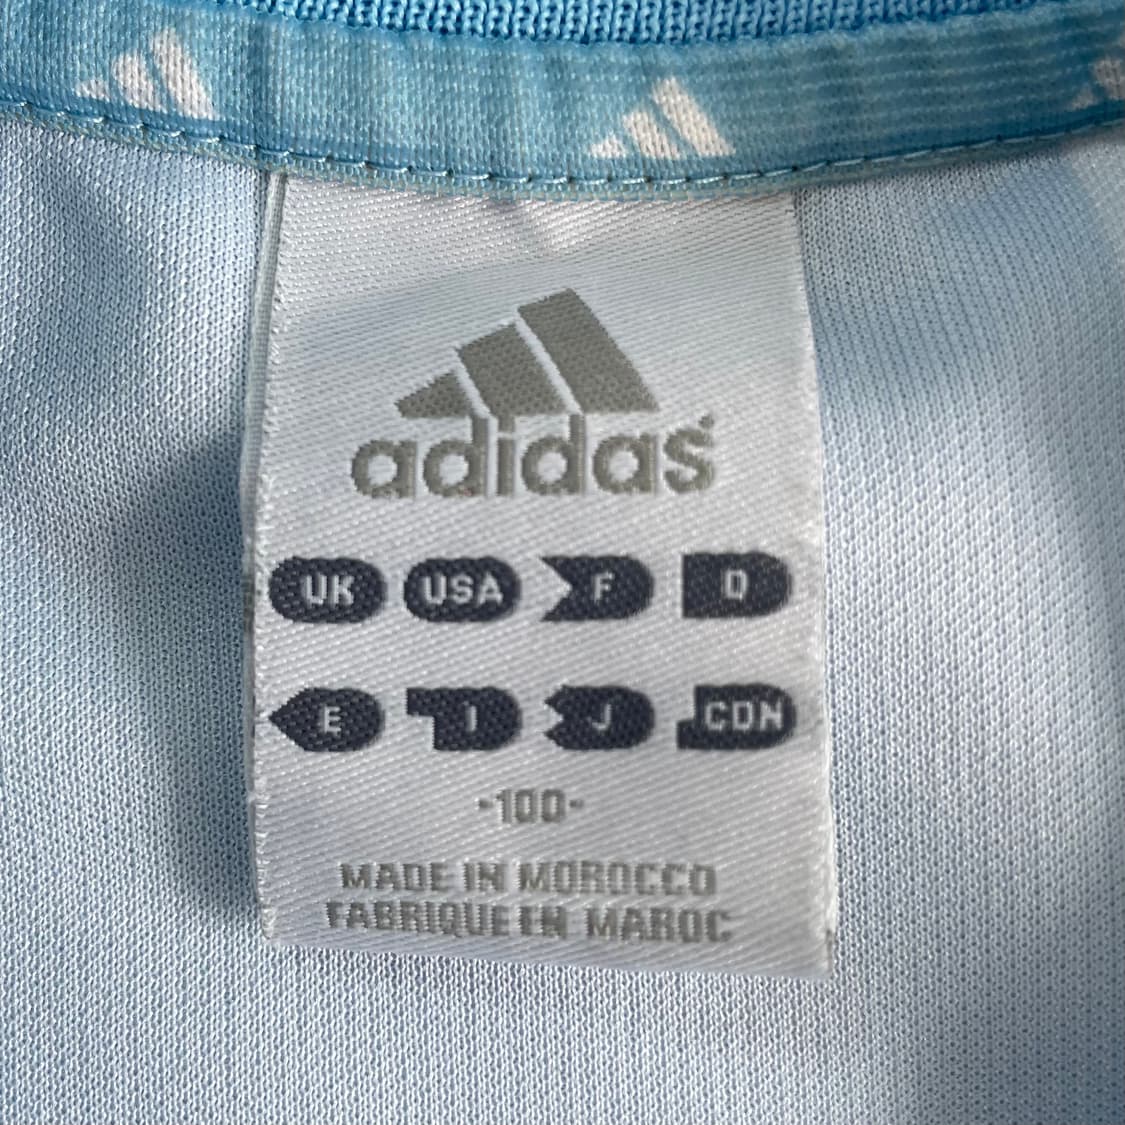 adidas
UK USA F D
E I J CDN
-100-
MADE IN MOROCCO
FABRIQUE EN MAROC